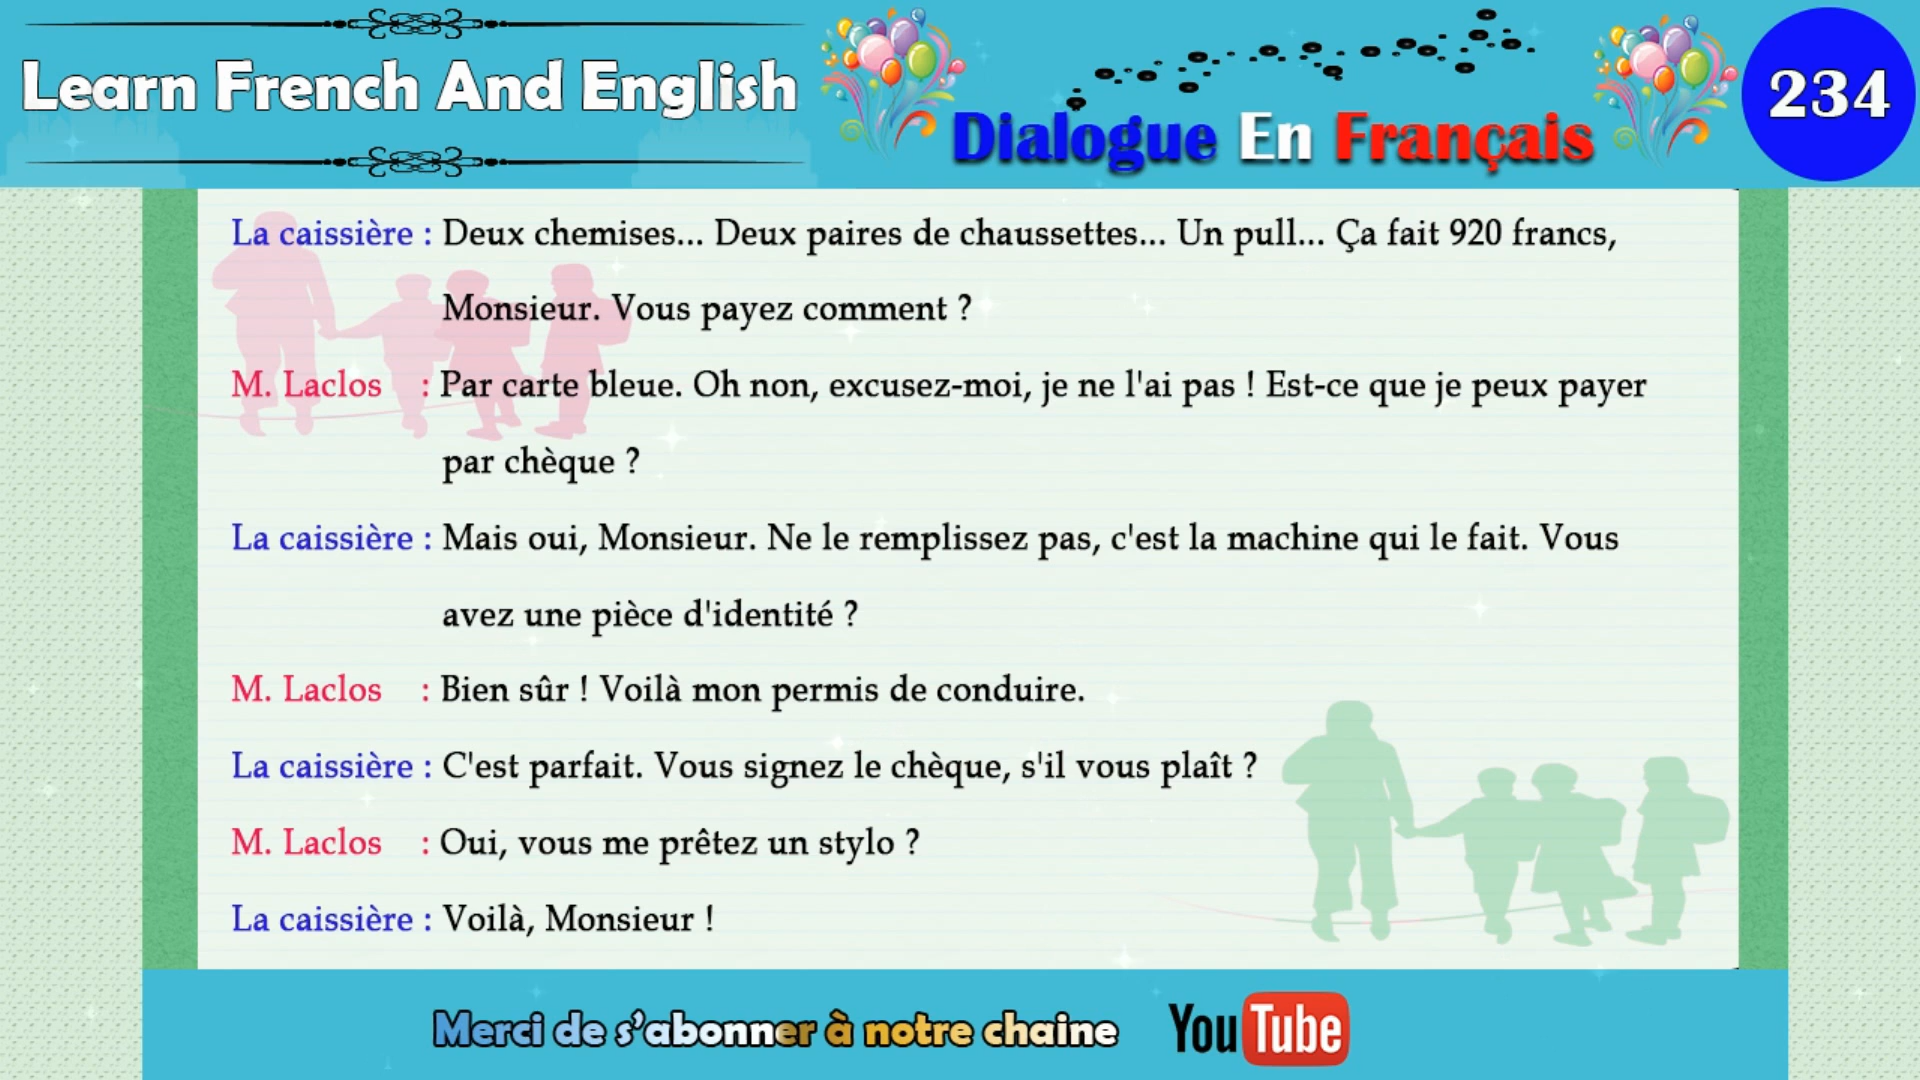 Learn French And English
Dialogue En Français
234
La caissière : Deux chemises... Deux paires de chaussettes... Un pull... Ça fait 920 francs,
Monsieur. Vous payez comment ?
M. Laclos : Par carte bleue. Oh non, excusez-moi, je ne l'ai pas ! Est-ce que je peux payer
par chèque ?
La caissière : Mais oui, Monsieur. Ne le remplissez pas, c'est la machine qui le fait. Vous
avez une pièce d'identité ?
M. Laclos : Bien sûr ! Voilà mon permis de conduire.
La caissière : C'est parfait. Vous signez le chèque, s'il vous plaît ?
M. Laclos : Oui, vous me prêtez un stylo ?
La caissière : Voilà, Monsieur !
Merci de s’abonner à notre chaine YouTube